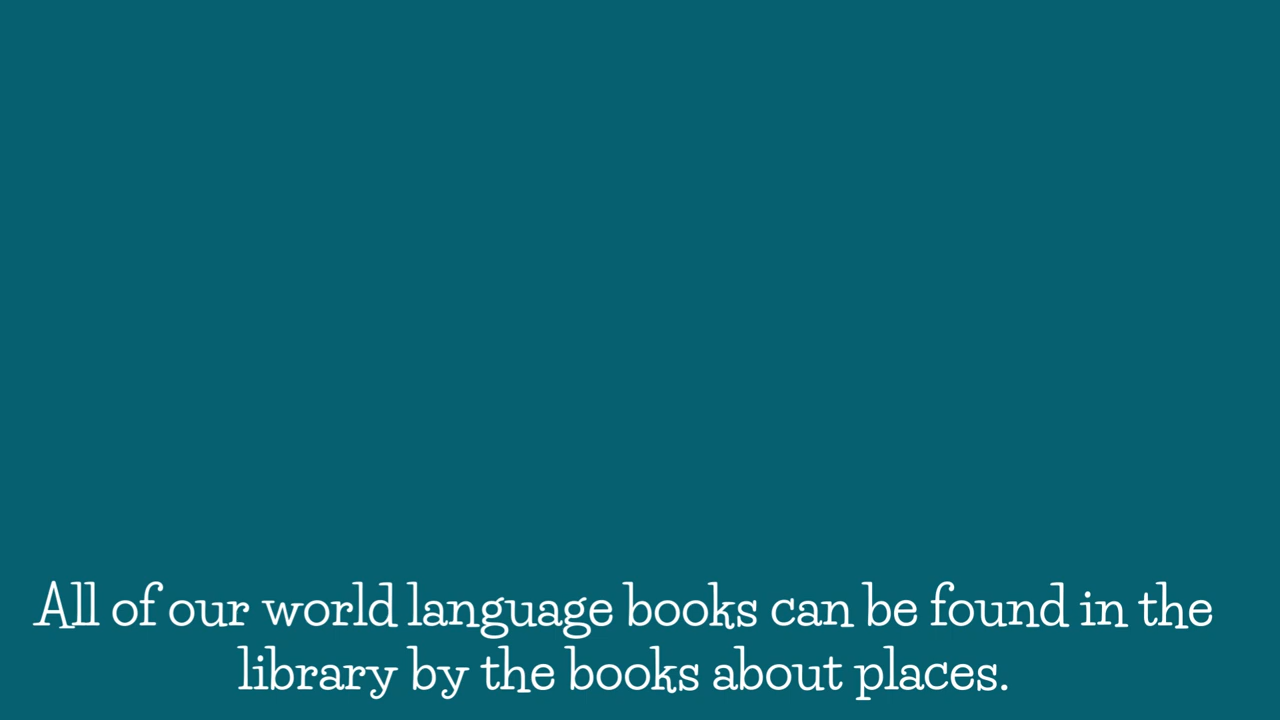 All of our world language books can be found in the
library by the books about places.